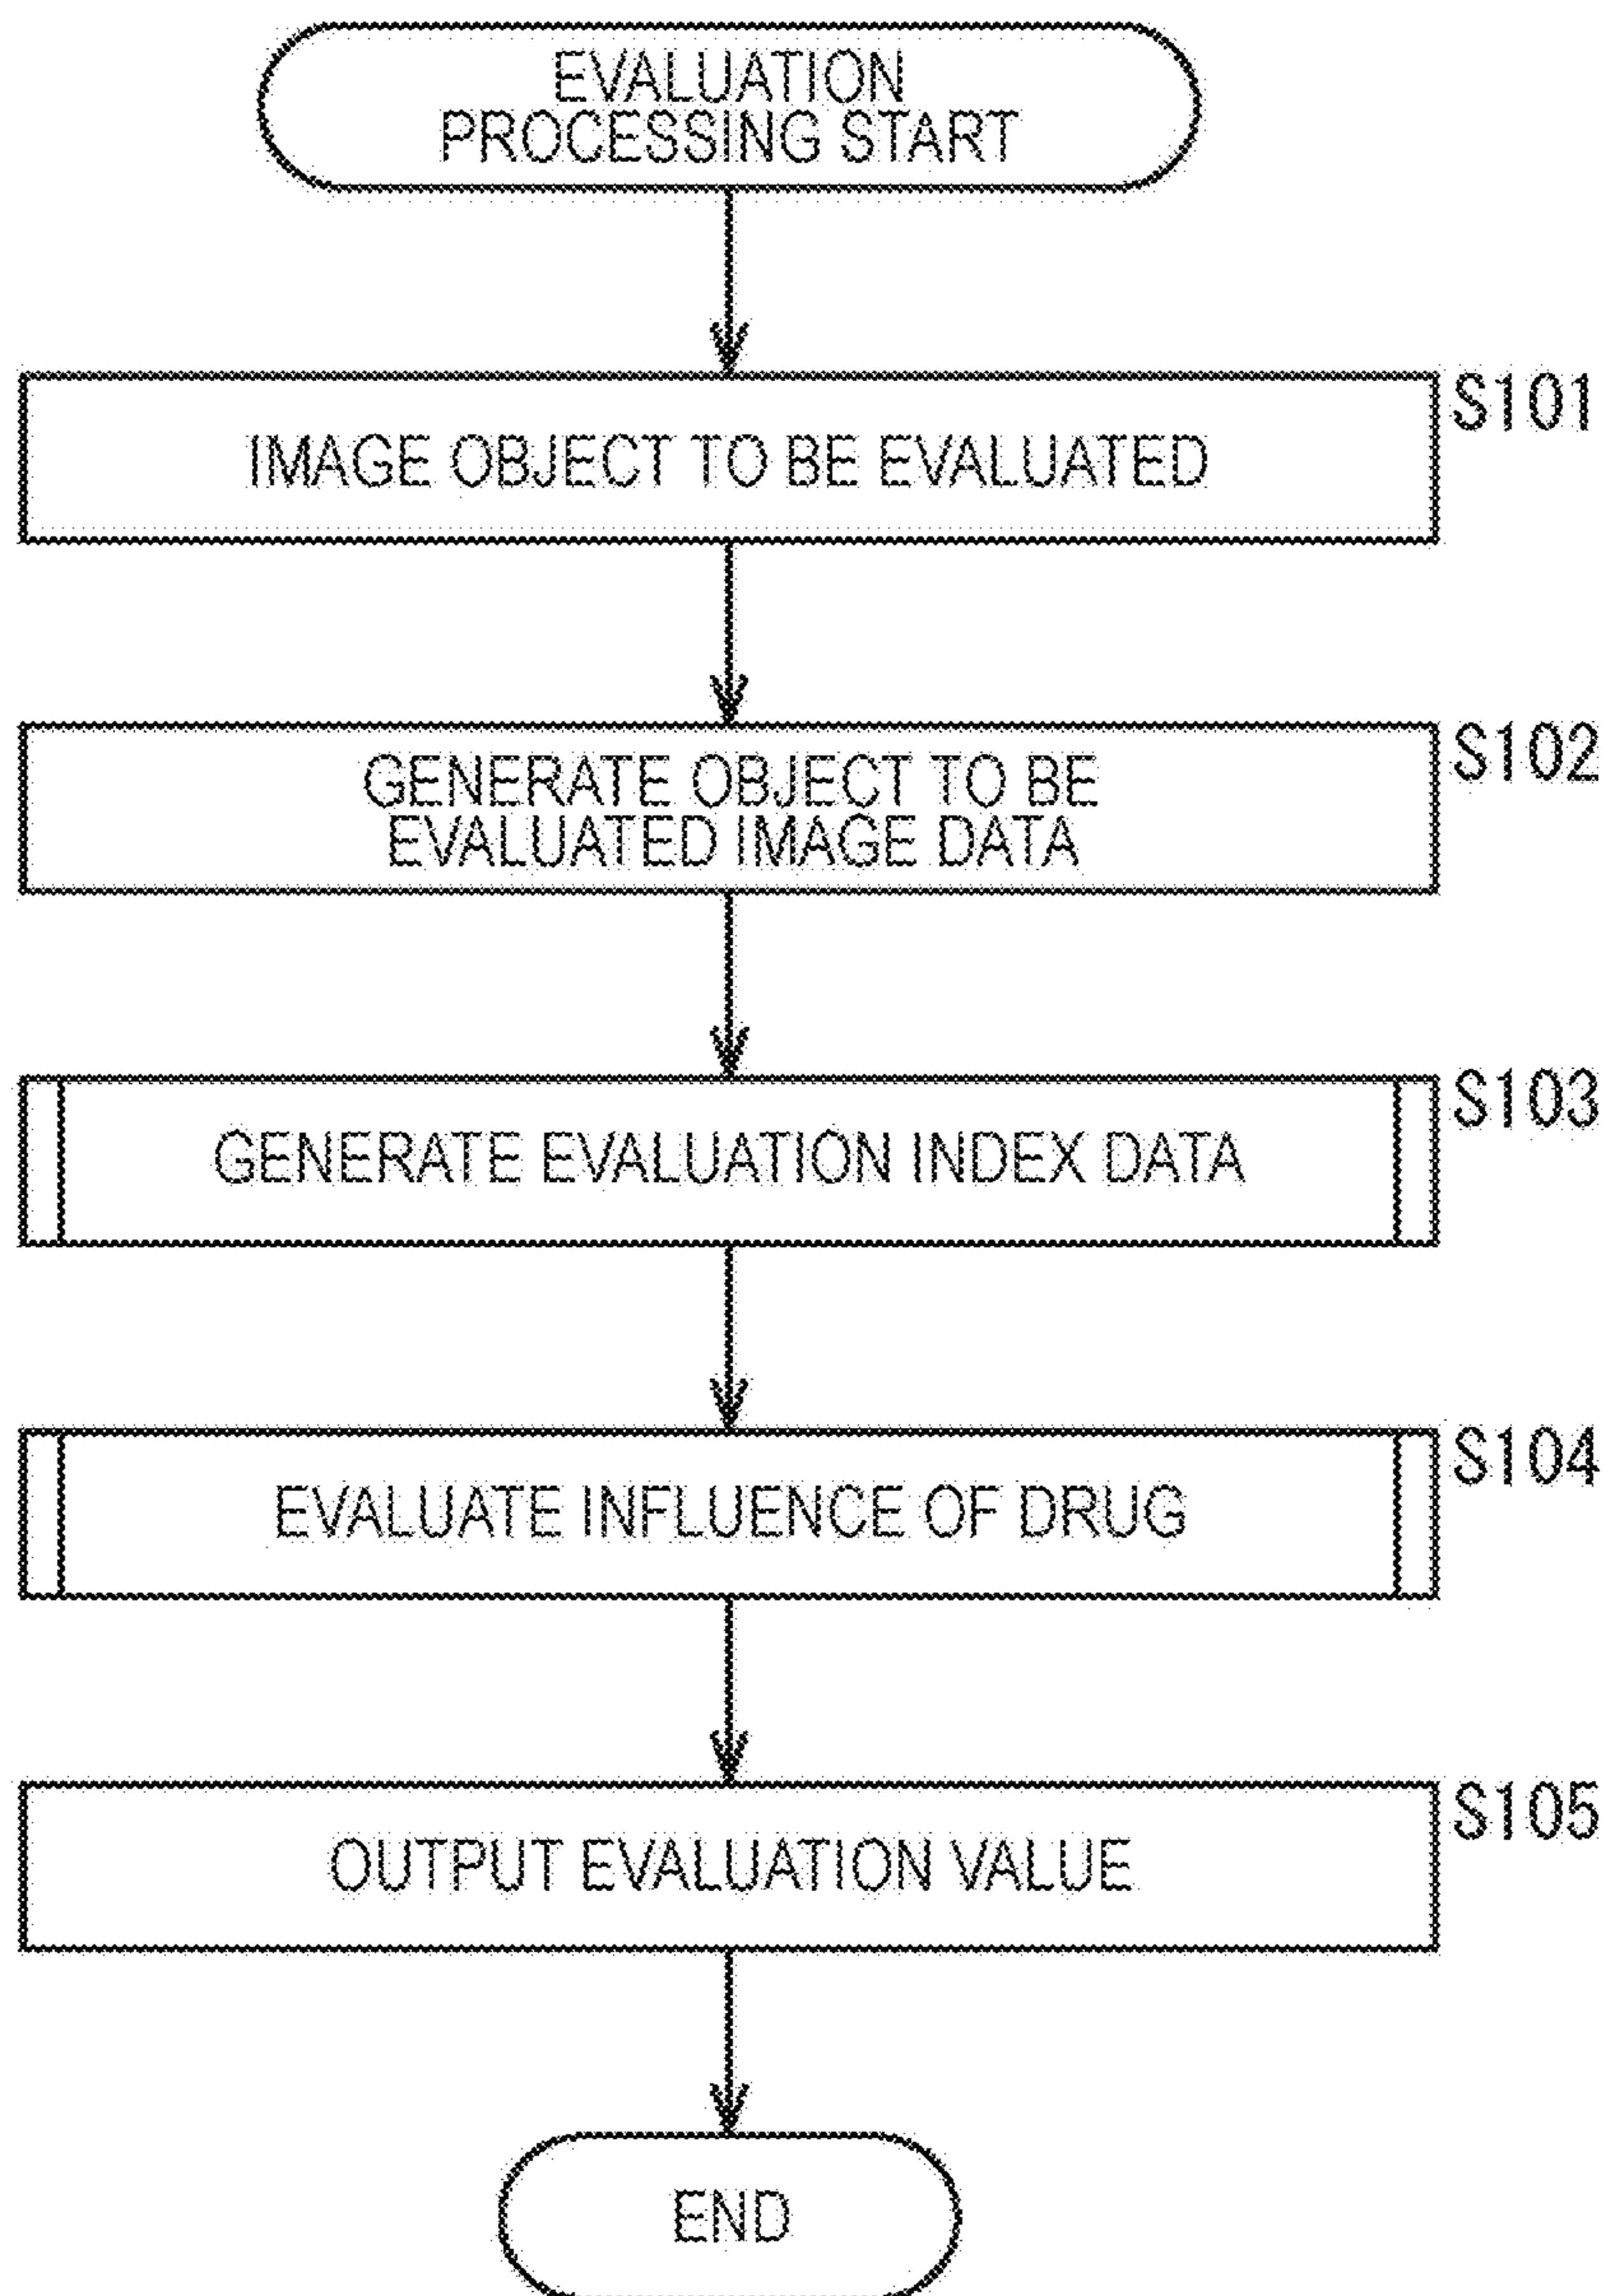 EVALUATION
PROCESSING START
S101
IMAGE OBJECT TO BE EVALUATED
S102
GENERATE OBJECT TO BE
EVALUATED IMAGE DATA
S103
GENERATE EVALUATION INDEX DATA
S104
EVALUATE INFLUENCE OF DRUG
S105
OUTPUT EVALUATION VALUE
END